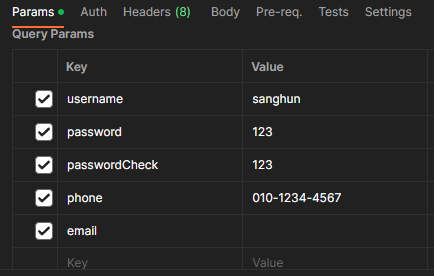 Params Auth Headers (8) Body Pre-req. Tests Settings
Query Params
Key Value
username sanghun
password 123
passwordCheck 123
phone 010-1234-4567
email
Key Value